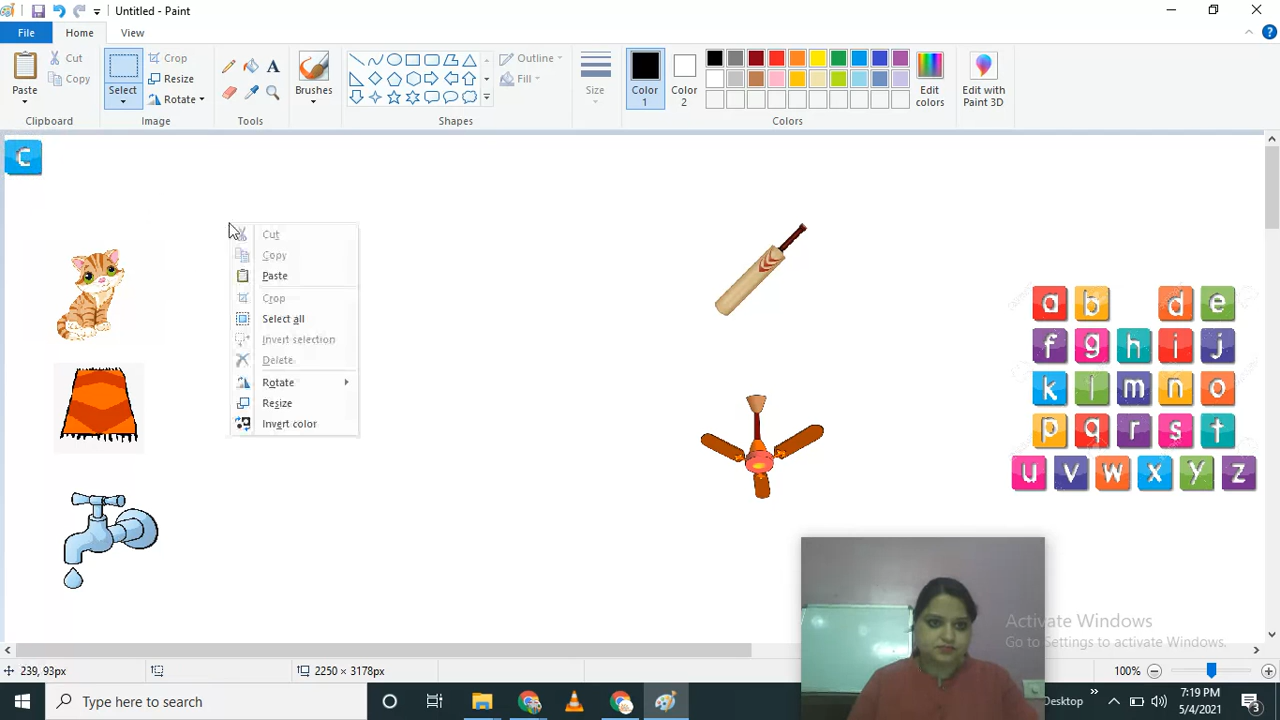 Untitled - Paint
File Home View
Paste Cut Copy Select Crop Resize Rotate A Brushes Outline Fill Size Color 1 Color 2 Edit colors Edit with Paint 3D
Clipboard Image Tools Shapes Colors
C
Cut
Copy
Paste
Crop
Select all
Invert selection
Delete
Rotate
Resize
Invert color
a b d e
f g h i j
k l m n o
p q r s t
u v w x y z
Activate Windows
Go to Settings to activate Windows.
239, 93px 2250 × 3178px 100%
Type here to search Desktop 7:19 PM
5/4/2021 3